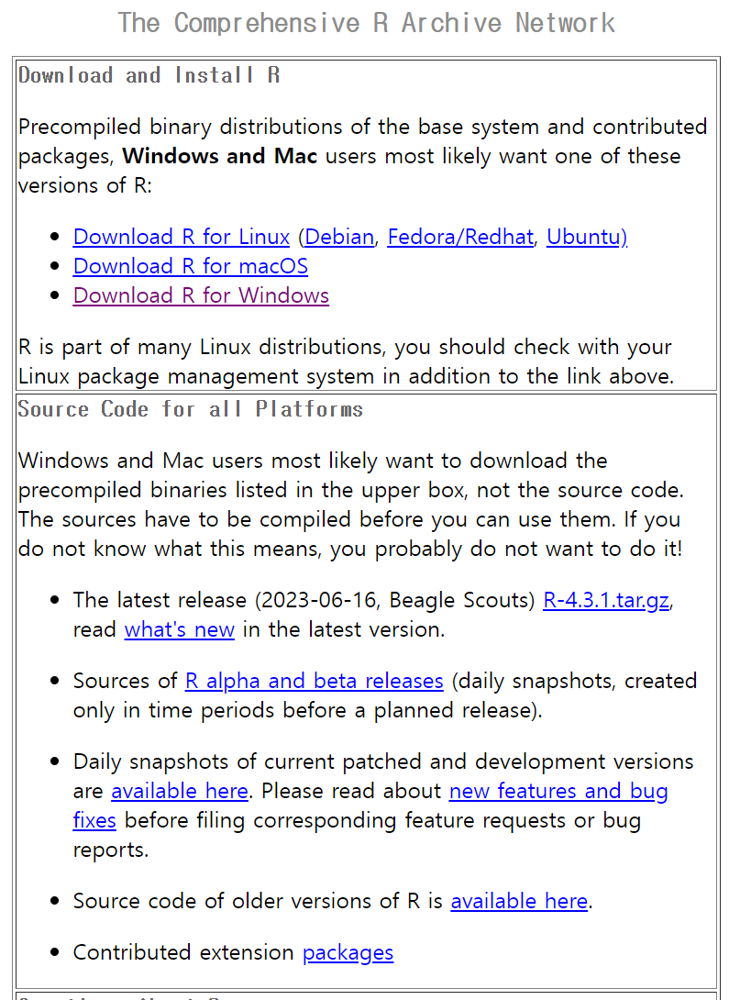 The Comprehensive R Archive Network
Download and Install R
Precompiled binary distributions of the base system and contributed
packages, Windows and Mac users most likely want one of these
versions of R:
• Download R for Linux (Debian, Fedora/Redhat, Ubuntu)
• Download R for macOS
• Download R for Windows
R is part of many Linux distributions, you should check with your
Linux package management system in addition to the link above.
Source Code for all Platforms
Windows and Mac users most likely want to download the
precompiled binaries listed in the upper box, not the source code.
The sources have to be compiled before you can use them. If you
do not know what this means, you probably do not want to do it!
• The latest release (2023-06-16, Beagle Scouts) R-4.3.1.tar.gz,
read what's new in the latest version.
• Sources of R alpha and beta releases (daily snapshots, created
only in time periods before a planned release).
• Daily snapshots of current patched and development versions
are available here. Please read about new features and bug
fixes before filing corresponding feature requests or bug
reports.
• Source code of older versions of R is available here.
• Contributed extension packages